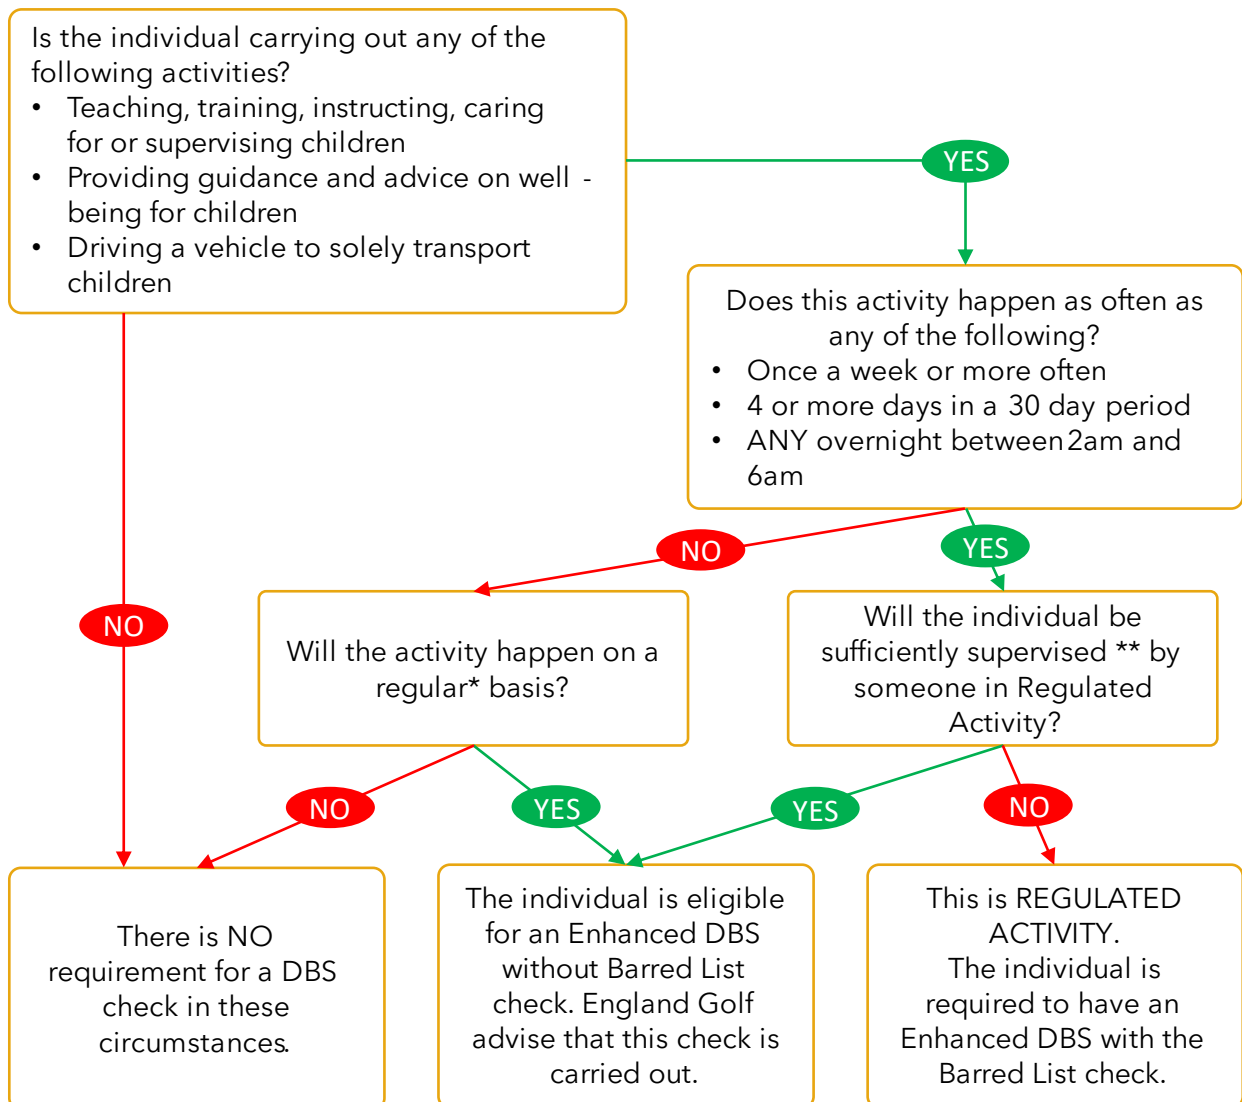 Is the individual carrying out any of the
following activities?
• Teaching, training, instructing, caring
for or supervising children
• Providing guidance and advice on well -
being for children
• Driving a vehicle to solely transport
children
YES
Does this activity happen as often as
any of the following?
• Once a week or more often
• 4 or more days in a 30 day period
• ANY overnight between 2am and
6am
NO
YES
NO
Will the activity happen on a
regular* basis?
Will the individual be
sufficiently supervised ** by
someone in Regulated
Activity?
NO
YES
YES
NO
There is NO
requirement for a DBS
check in these
circumstances.
The individual is eligible
for an Enhanced DBS
without Barred List
check. England Golf
advise that this check is
carried out.
This is REGULATED
ACTIVITY.
The individual is
required to have an
Enhanced DBS with the
Barred List check.